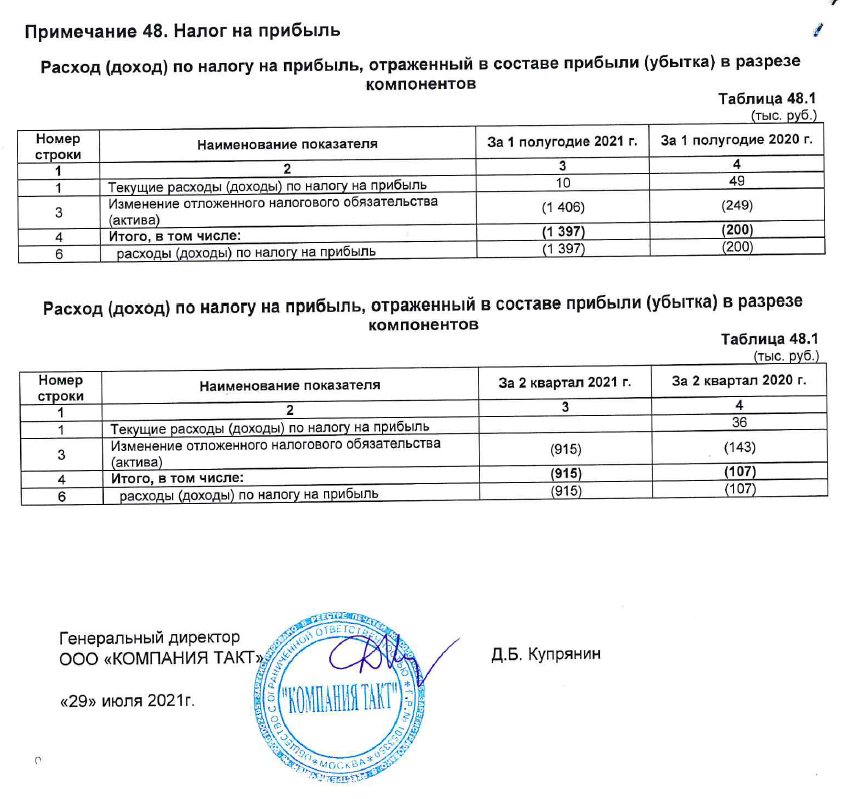 Примечание 48. Налог на прибыль
Расход (доход) по налогу на прибыль, отраженный в составе прибыли (убытка) в разрезе
компонентов
Таблица 48.1
(тыс. руб.)
Номер строки Наименование показателя За 1 полугодие 2021 г. За 1 полугодие 2020 г.
1 2 3 4
1 Текущие расходы (доходы) по налогу на прибыль 10 49
3 Изменение отложенного налогового обязательства (актива) (1 406) (249)
4 Итого, в том числе: (1 397) (200)
6 расходы (доходы) по налогу на прибыль (1 397) (200)
Расход (доход) по налогу на прибыль, отраженный в составе прибыли (убытка) в разрезе
компонентов
Таблица 48.1
(тыс. руб.)
Номер строки Наименование показателя За 2 квартал 2021 г. За 2 квартал 2020 г.
1 2 3 4
1 Текущие расходы (доходы) по налогу на прибыль 36
3 Изменение отложенного налогового обязательства (актива) (915) (143)
4 Итого, в том числе: (915) (107)
6 расходы (доходы) по налогу на прибыль (915) (107)
Генеральный директор
ООО «КОМПАНИЯ ТАКТ»
Д.Б. Купрянин
«29» июля 2021г.
ОБЩЕСТВО С ОГРАНИЧЕННОЙ ОТВЕТСТВЕННОСТЬЮ
"КОМПАНИЯ ТАКТ"
МОСКВА